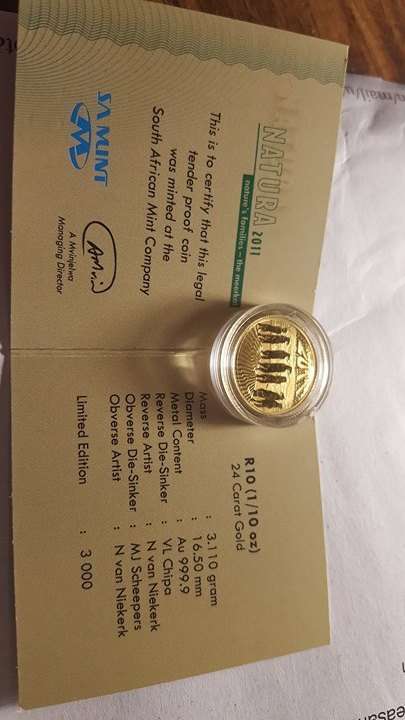 NATURA 2011
nature's families – the meerkat
This is to certify that this legal
tender proof coin
was minted at the
South African Mint Company
SA MINT
A Mvinjelwa
Managing Director
R10 (1/10 oz)
24 Carat Gold
Mass : 3.110 gram
Diameter : 16.50 mm
Metal Content : Au 999.9
Reverse Die-Sinker : VL Chipa
Reverse Artist : N van Niekerk
Obverse Die-Sinker : MJ Scheepers
Obverse Artist : N van Niekerk
Limited Edition : 3 000